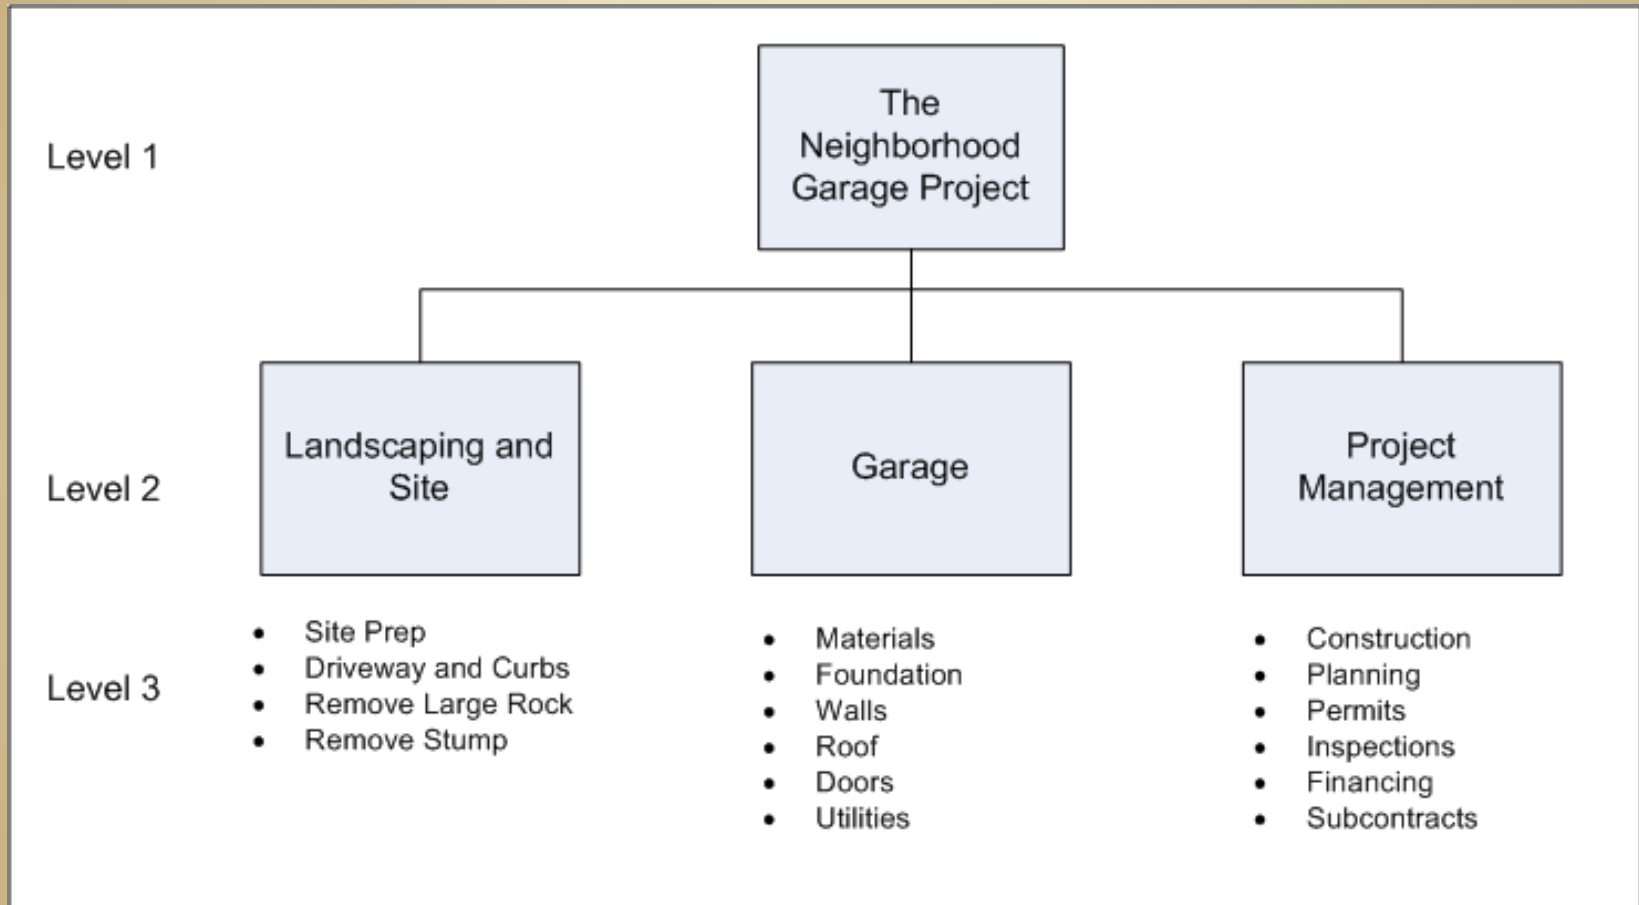 Level 1
The
Neighborhood
Garage Project
Level 2
Landscaping and
Site
Garage
Project
Management
Level 3
• Site Prep
• Driveway and Curbs
• Remove Large Rock
• Remove Stump
• Materials
• Foundation
• Walls
• Roof
• Doors
• Utilities
• Construction
• Planning
• Permits
• Inspections
• Financing
• Subcontracts